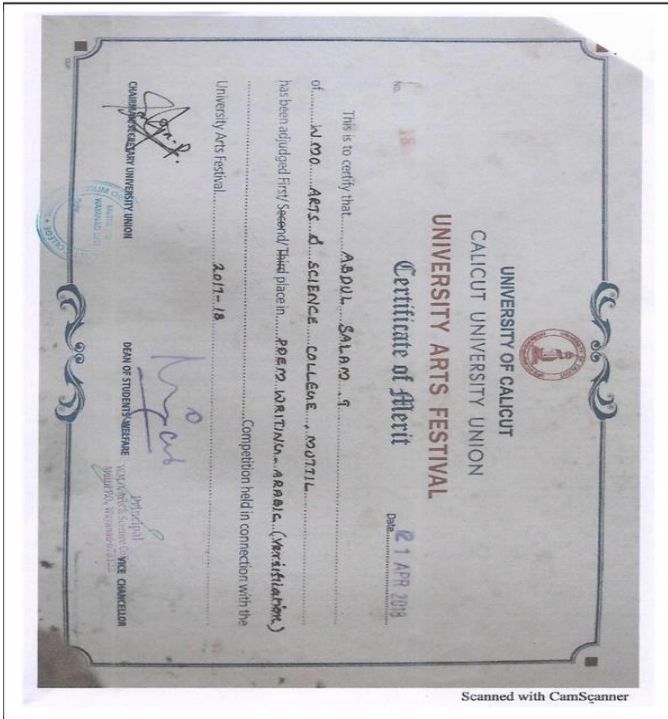 UNIVERSITY OF CALICUT
CALICUT UNIVERSITY UNION
UNIVERSITY ARTS FESTIVAL
Certificate of Merit
No. 18
Date 21 APR 2018
This is to certify that ABDUL SALAM .P
of W.M.O ARTS & SCIENCE COLLEGE, MUTTIL
has been adjudged First/Second/Third place in POEM WRITING - ARABIC (Versification)
Competition held in connection with the
University Arts Festival 2017-18
CHAIRMAN/SECRETARY UNIVERSITY UNION
DEAN OF STUDENTS WELFARE
VICE CHANCELLOR
Principal
W.M.O Arts & Science
Scanned with CamScanner